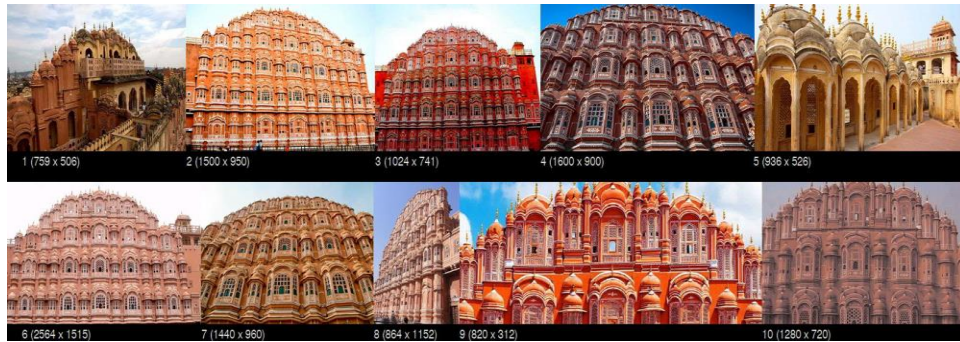 1 (759 x 506)
2 (1500 x 950)
3 (1024 x 741)
4 (1600 x 900)
5 (936 x 526)
6 (2564 x 1515)
7 (1440 x 960)
8 (864 x 1152)
9 (820 x 312)
10 (1280 x 720)